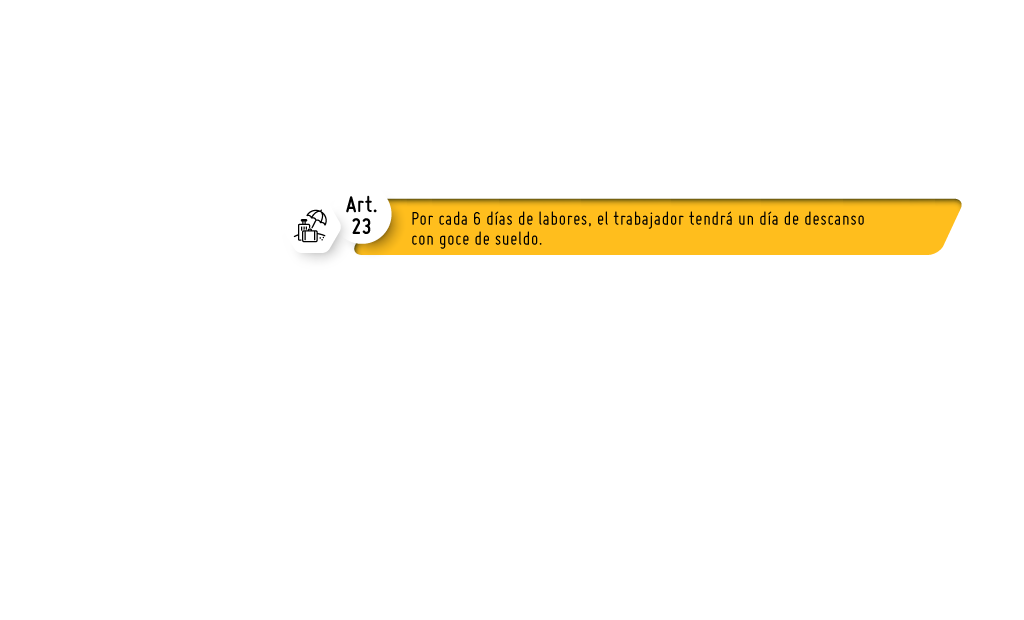 Art.
23
Por cada 6 días de labores, el trabajador tendrá un día de descanso
con goce de sueldo.